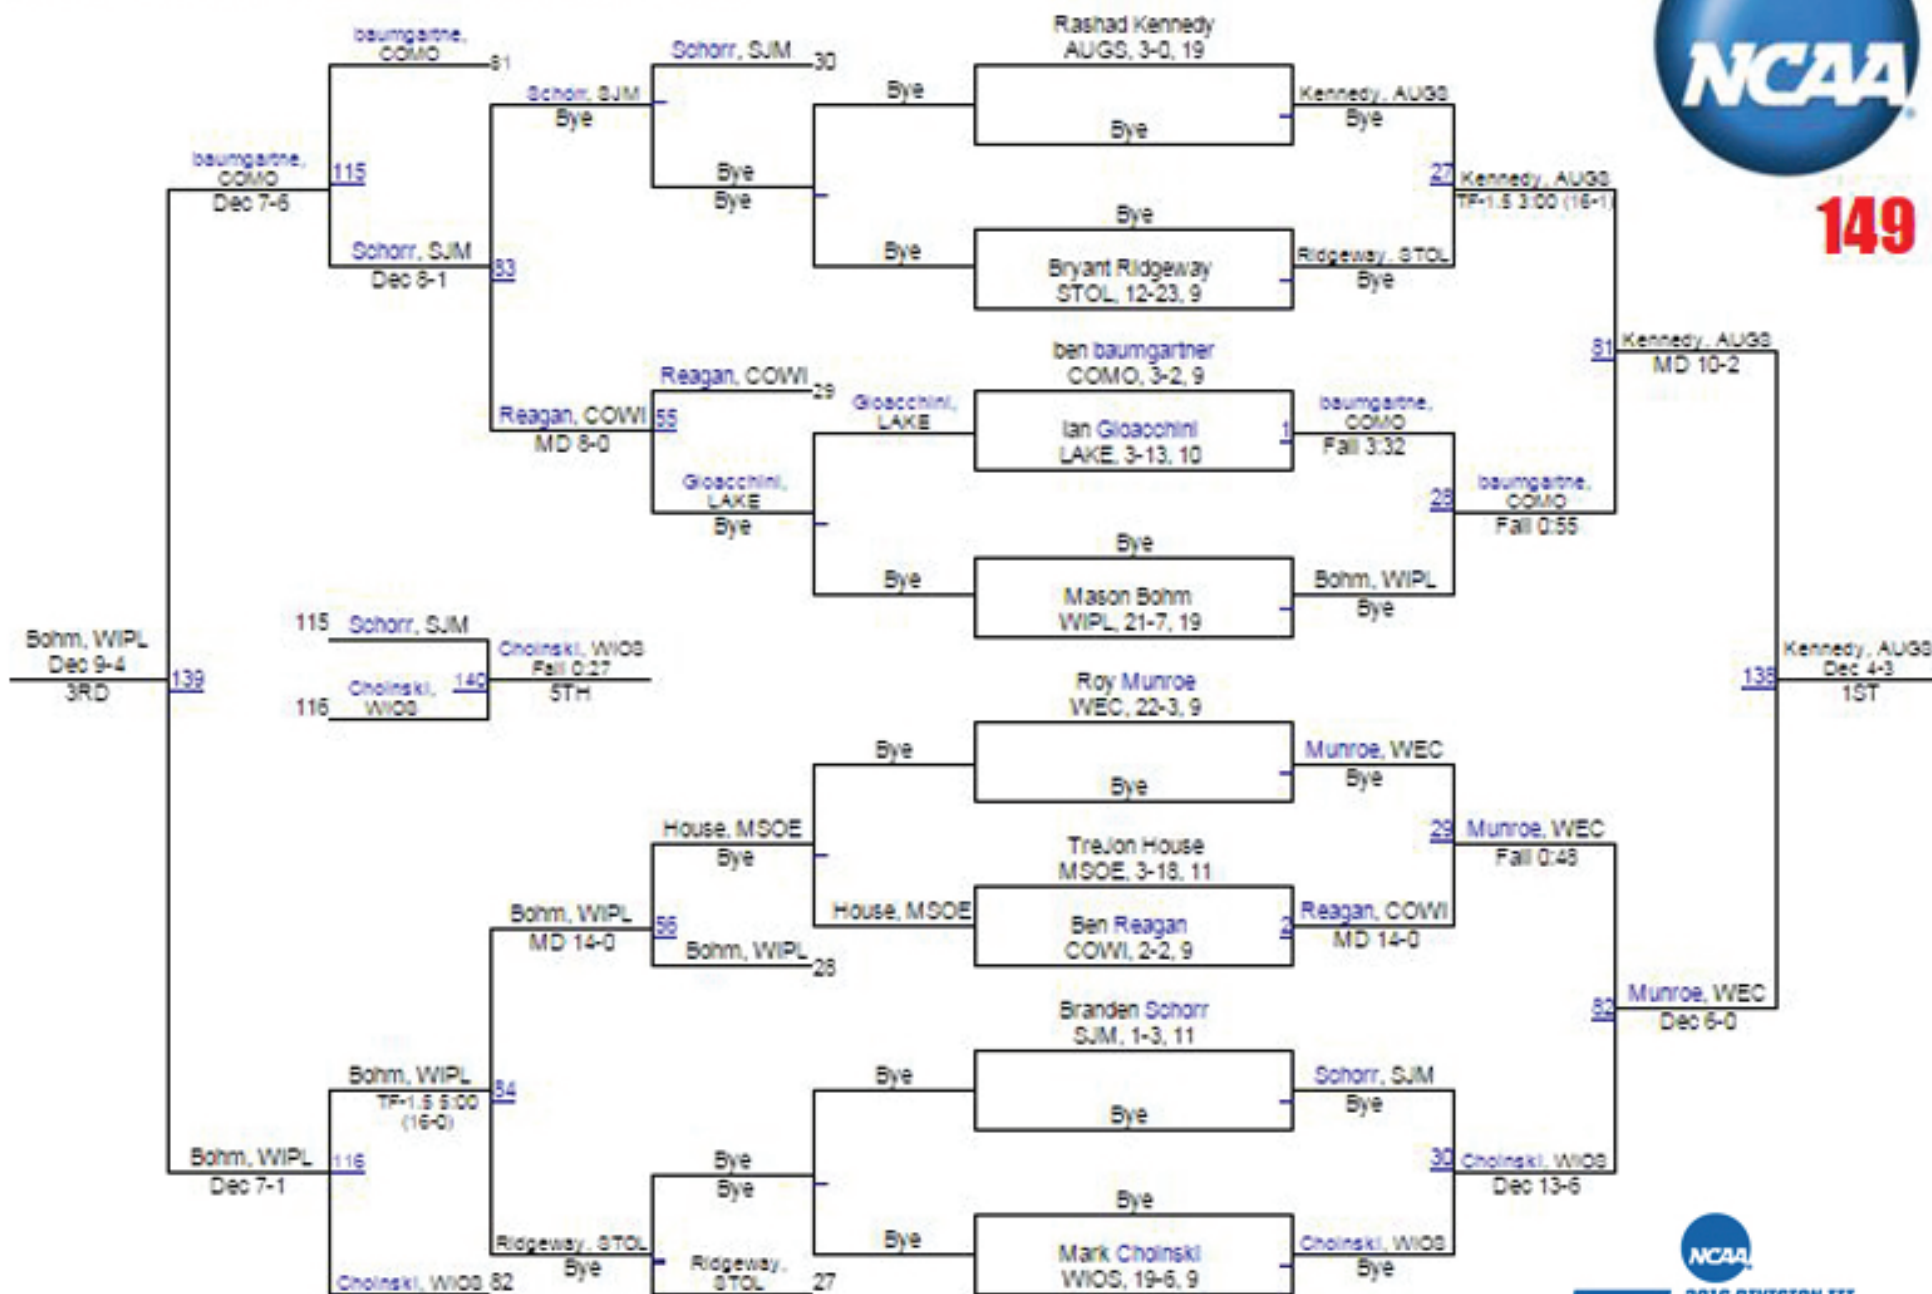 baumgartne,
COMO
81
baumgartne,
COMO
Dec 7-6
115
Schorr, SJM
Dec 8-1
83
Schorr, SJM
Bye
Schorr, SJM
30
Bye
Bye
Reagan, COWI
MD 8-0
55
Reagan, COWI
29
Gioacchini,
LAKE
Bye
Bye
Bye
Gioacchini,
LAKE
Bye
Rashad Kennedy
AUGS, 3-0, 19
Bye
Bye
Bryant Ridgeway
STOL, 12-23, 9
ben baumgartner
COMO, 3-2, 9
Ian Gioacchini
LAKE, 3-13, 10
1
Bye
Mason Bohm
WIPL, 21-7, 19
Kennedy, AUGS
Bye
27
Ridgeway, STOL
Bye
baumgartne,
COMO
Fall 3:32
28
Bohm, WIPL
Bye
Kennedy, AUGS
TF-1.5 3:00 (16-1)
81
baumgartne,
COMO
Fall 0:55
Kennedy, AUGS
MD 10-2
NCAA
149
Bohm, WIPL
Dec 9-4
3RD
139
115
Schorr, SJM
116
Choinski,
WIOS
140
Choinski, WIOS
Fall 0:27
5TH
138
Kennedy, AUGS
Dec 4-3
1ST
Bohm, WIPL
Dec 7-1
116
Bohm, WIPL
TF-1.5 5:00
(16-0)
84
Choinski, WIOS 82
Bohm, WIPL
MD 14-0
56
Ridgeway, STOL
Bye
House, MSOE
Bye
Bohm, WIPL
28
Bye
Bye
Ridgeway,
STOL
27
Bye
House, MSOE
Bye
Bye
Roy Munroe
WEC, 22-3, 9
Bye
TreJon House
MSOE, 3-18, 11
Ben Reagan
COWI, 2-2, 9
2
Branden Schorr
SJM, 1-3, 11
Bye
Bye
Mark Choinski
WIOS, 19-6, 9
Munroe, WEC
Bye
29
Reagan, COWI
MD 14-0
Schorr, SJM
Bye
30
Choinski, WIOS
Bye
Munroe, WEC
Fall 0:48
82
Choinski, WIOS
Dec 13-6
Munroe, WEC
Dec 6-0
NCAA
2016 DIVISION III